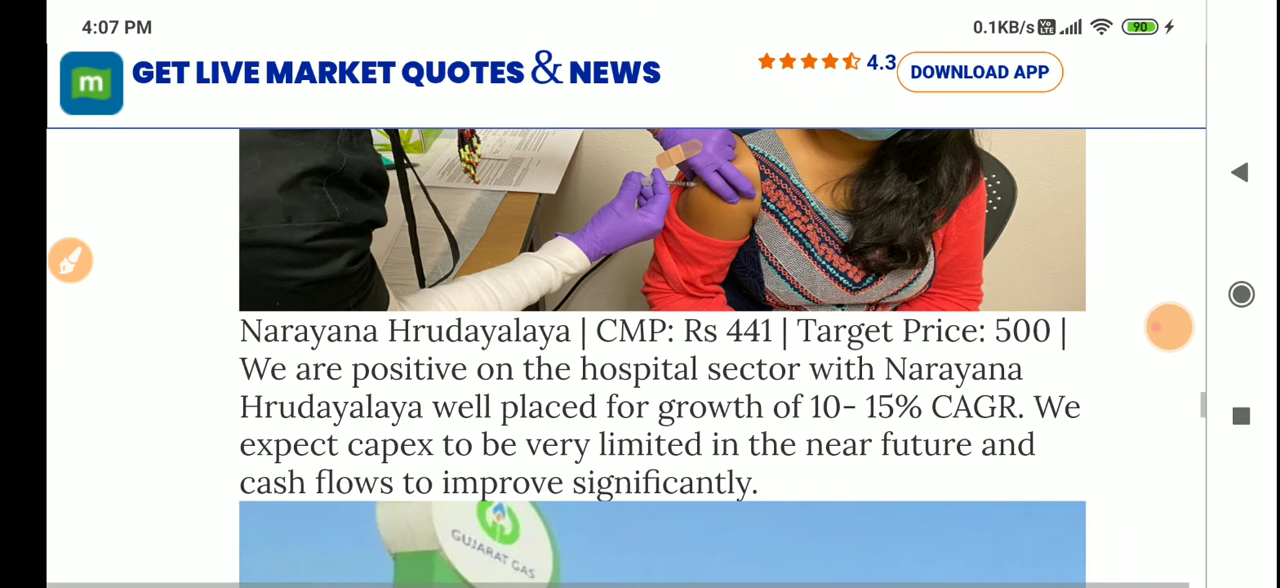 4:07 PM
0.1KB/s Vo LTE 90
m
GET LIVE MARKET QUOTES & NEWS
4.3
DOWNLOAD APP
Narayana Hrudayalaya | CMP: Rs 441 | Target Price: 500 |
We are positive on the hospital sector with Narayana
Hrudayalaya well placed for growth of 10- 15% CAGR. We
expect capex to be very limited in the near future and
cash flows to improve significantly.
GUJARAT GAS